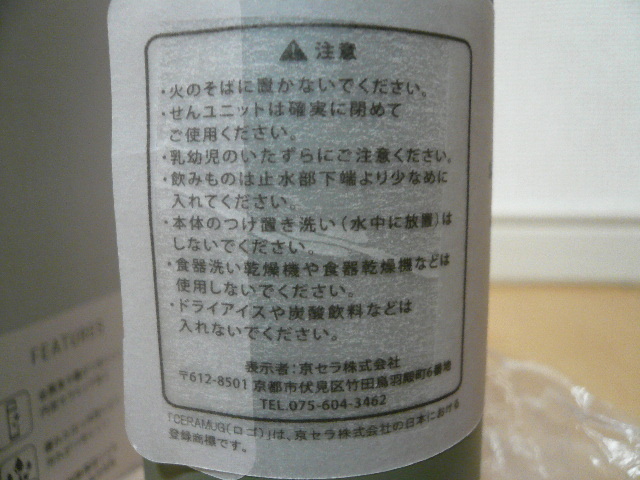 注意
・火のそばに置かないでください。
・せんユニットは確実に閉めて
ご使用ください。
・乳幼児のいたずらにご注意ください。
・飲みものは止水部下端より少なめに
入れてください。
・本体のつけ置き洗い(水中に放置)は
しないでください。
・食器洗い乾燥機や食器乾燥機などは
使用しないでください。
・ドライアイスや炭酸飲料などは
入れないでください。
表示者:京セラ株式会社
〒612-8501 京都市伏見区竹田鳥羽殿町6番地
TEL.075-604-3462
「CERAMUG(ロゴ)」は、京セラ株式会社の日本における
登録商標です。
FEATURES